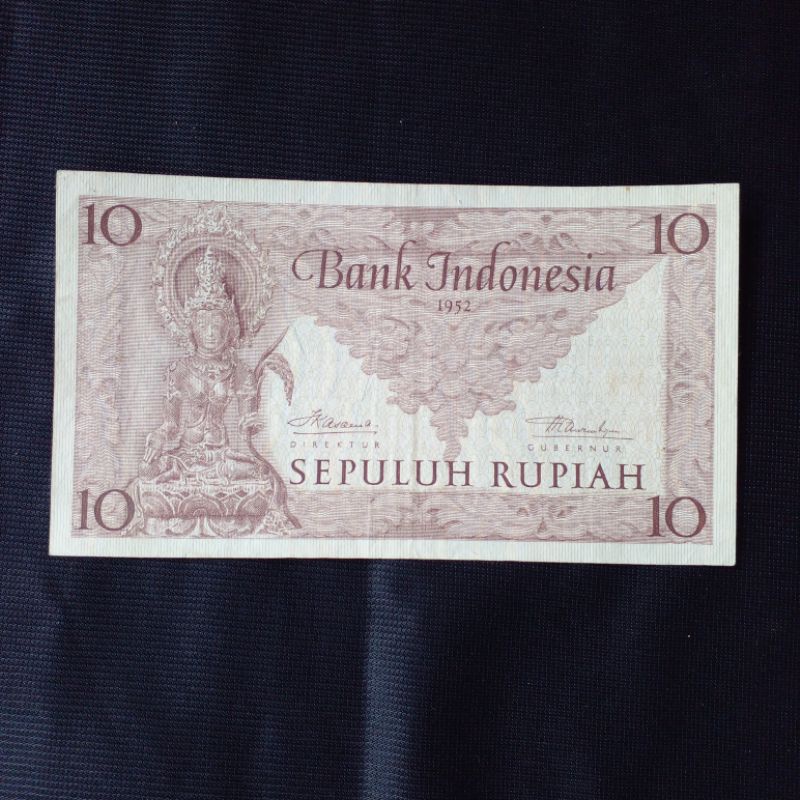 10 10
Bank Indonesia
1952
DIREKTUR GUBERNUR
SEPULUH RUPIAH
10 10